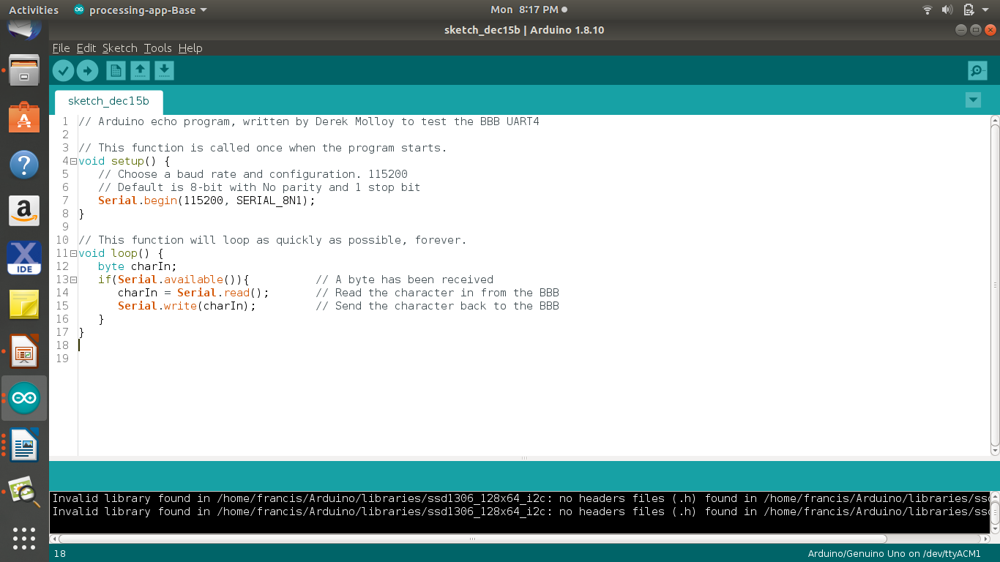 Activities processing-app-Base Mon 8:17 PM
sketch_dec15b | Arduino 1.8.10
File Edit Sketch Tools Help
sketch_dec15b
1 // Arduino echo program, written by Derek Molloy to test the BBB UART4
2
3 // This function is called once when the program starts.
4 void setup() {
5 // Choose a baud rate and configuration. 115200
6 // Default is 8-bit with No parity and 1 stop bit
7 Serial.begin(115200, SERIAL_8N1);
8 }
9
10 // This function will loop as quickly as possible, forever.
11 void loop() {
12 byte charIn;
13 if(Serial.available()){ // A byte has been received
14 charIn = Serial.read(); // Read the character in from the BBB
15 Serial.write(charIn); // Send the character back to the BBB
16 }
17 }
18
19
A
?
a
X
IDE
Invalid library found in /home/francis/Arduino/libraries/ssd1306_128x64_i2c: no headers files (.h) found in /home/francis/Arduino/libraries/ssd
Invalid library found in /home/francis/Arduino/libraries/ssd1306_128x64_i2c: no headers files (.h) found in /home/francis/Arduino/libraries/ssd
18 Arduino/Genuino Uno on /dev/ttyACM1